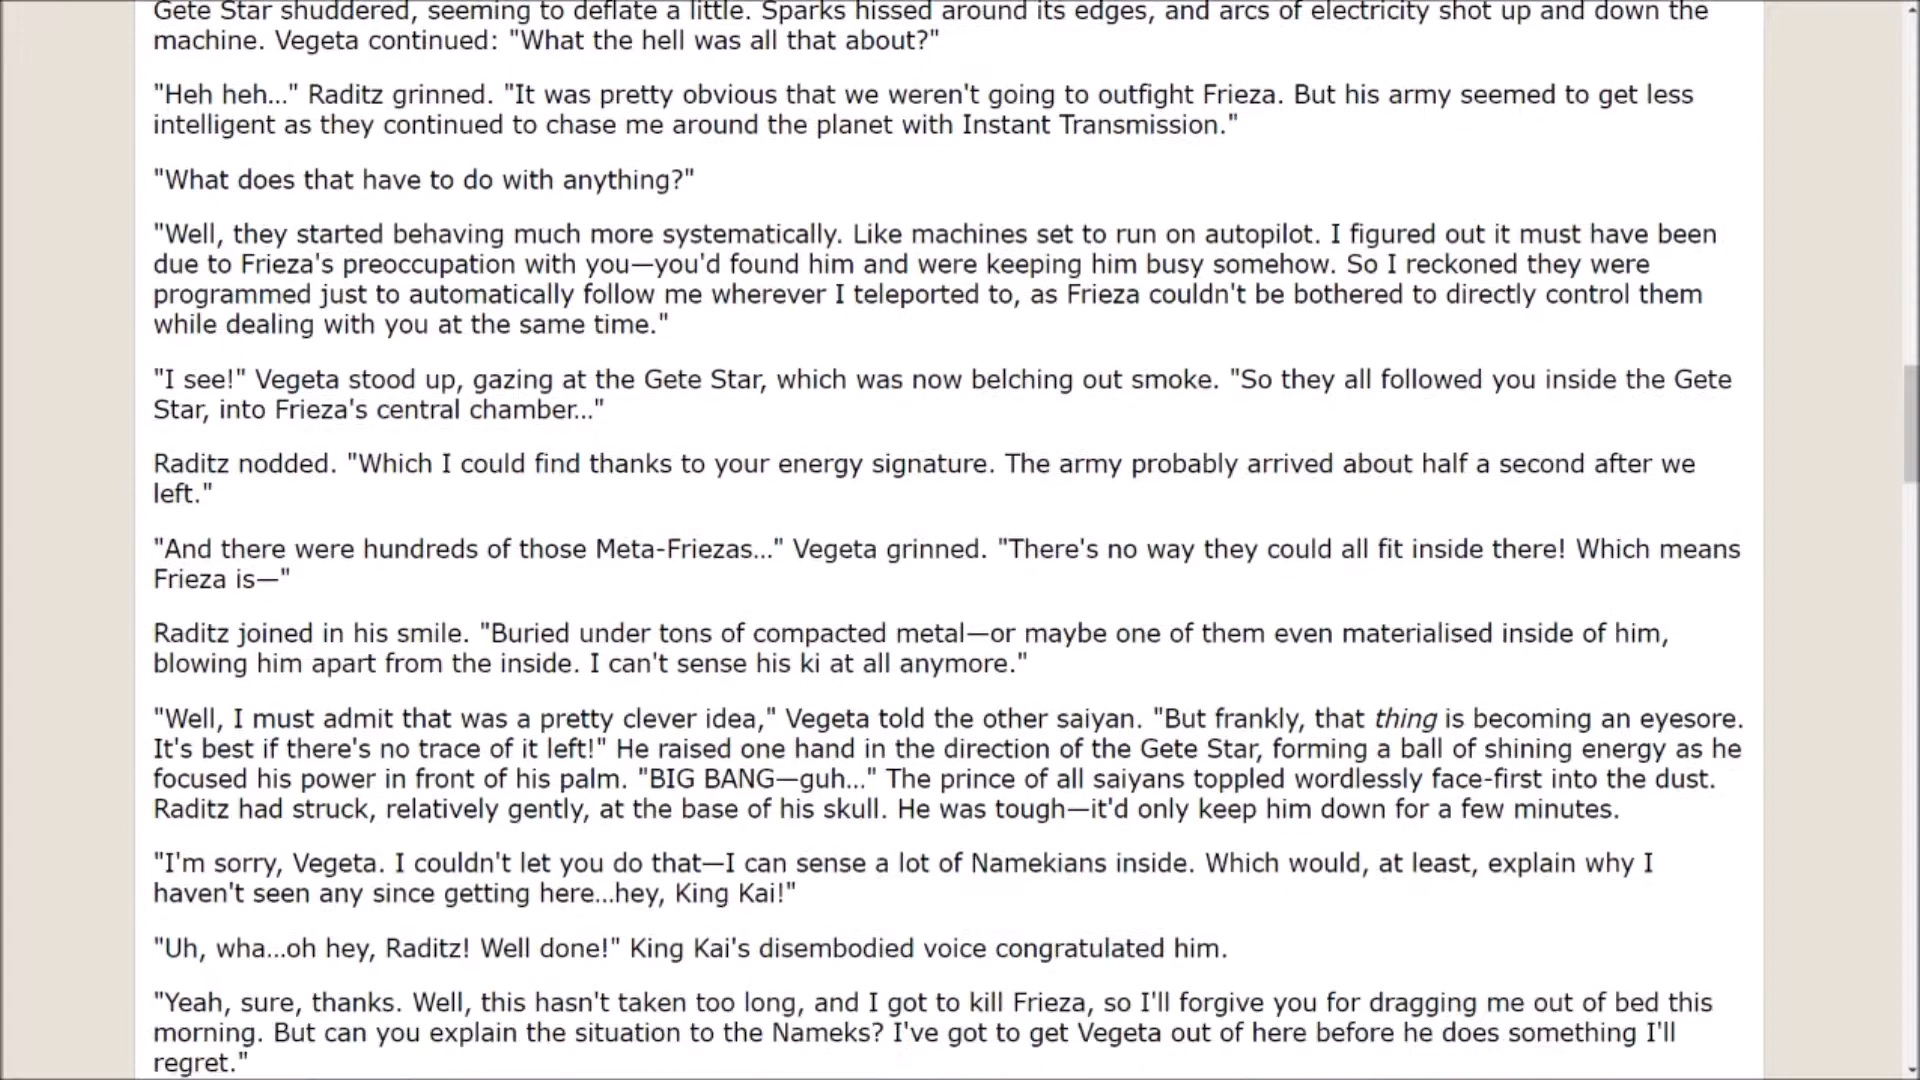 Gete Star shuddered, seeming to deflate a little. Sparks hissed around its edges, and arcs of electricity shot up and down the
machine. Vegeta continued: "What the hell was all that about?"
"Heh heh..." Raditz grinned. "It was pretty obvious that we weren't going to outfight Frieza. But his army seemed to get less
intelligent as they continued to chase me around the planet with Instant Transmission."
"What does that have to do with anything?"
"Well, they started behaving much more systematically. Like machines set to run on autopilot. I figured out it must have been
due to Frieza's preoccupation with you—you'd found him and were keeping him busy somehow. So I reckoned they were
programmed just to automatically follow me wherever I teleported to, as Frieza couldn't be bothered to directly control them
while dealing with you at the same time."
"I see!" Vegeta stood up, gazing at the Gete Star, which was now belching out smoke. "So they all followed you inside the Gete
Star, into Frieza's central chamber..."
Raditz nodded. "Which I could find thanks to your energy signature. The army probably arrived about half a second after we
left."
"And there were hundreds of those Meta-Friezas..." Vegeta grinned. "There's no way they could all fit inside there! Which means
Frieza is—"
Raditz joined in his smile. "Buried under tons of compacted metal—or maybe one of them even materialised inside of him,
blowing him apart from the inside. I can't sense his ki at all anymore."
"Well, I must admit that was a pretty clever idea," Vegeta told the other saiyan. "But frankly, that thing is becoming an eyesore.
It's best if there's no trace of it left!" He raised one hand in the direction of the Gete Star, forming a ball of shining energy as he
focused his power in front of his palm. "BIG BANG—guh..." The prince of all saiyans toppled wordlessly face-first into the dust.
Raditz had struck, relatively gently, at the base of his skull. He was tough—it'd only keep him down for a few minutes.
"I'm sorry, Vegeta. I couldn't let you do that—I can sense a lot of Namekians inside. Which would, at least, explain why I
haven't seen any since getting here...hey, King Kai!"
"Uh, wha...oh hey, Raditz! Well done!" King Kai's disembodied voice congratulated him.
"Yeah, sure, thanks. Well, this hasn't taken too long, and I got to kill Frieza, so I'll forgive you for dragging me out of bed this
morning. But can you explain the situation to the Nameks? I've got to get Vegeta out of here before he does something I'll
regret."